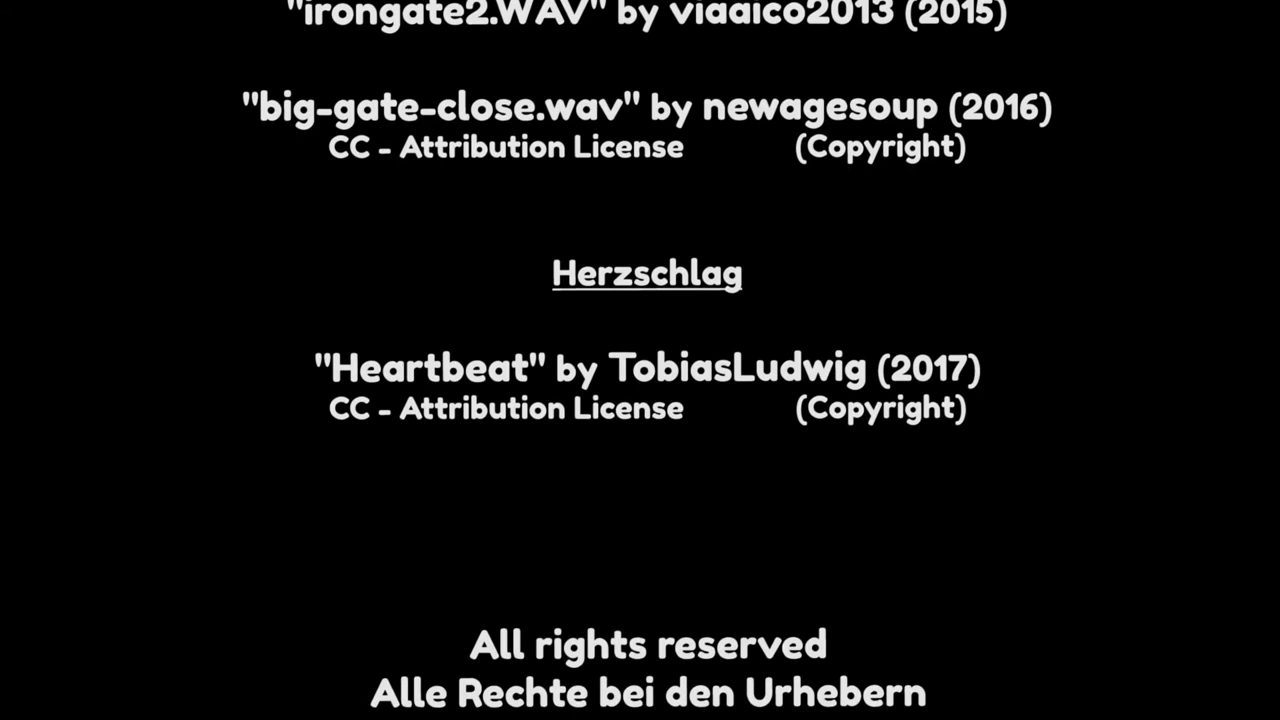 "irongate2.WAV" by viaaico2013 (2015)
"big-gate-close.wav" by newagesoup (2016)
CC - Attribution License (Copyright)
Herzschlag
"Heartbeat" by TobiasLudwig (2017)
CC - Attribution License (Copyright)
All rights reserved
Alle Rechte bei den Urhebern